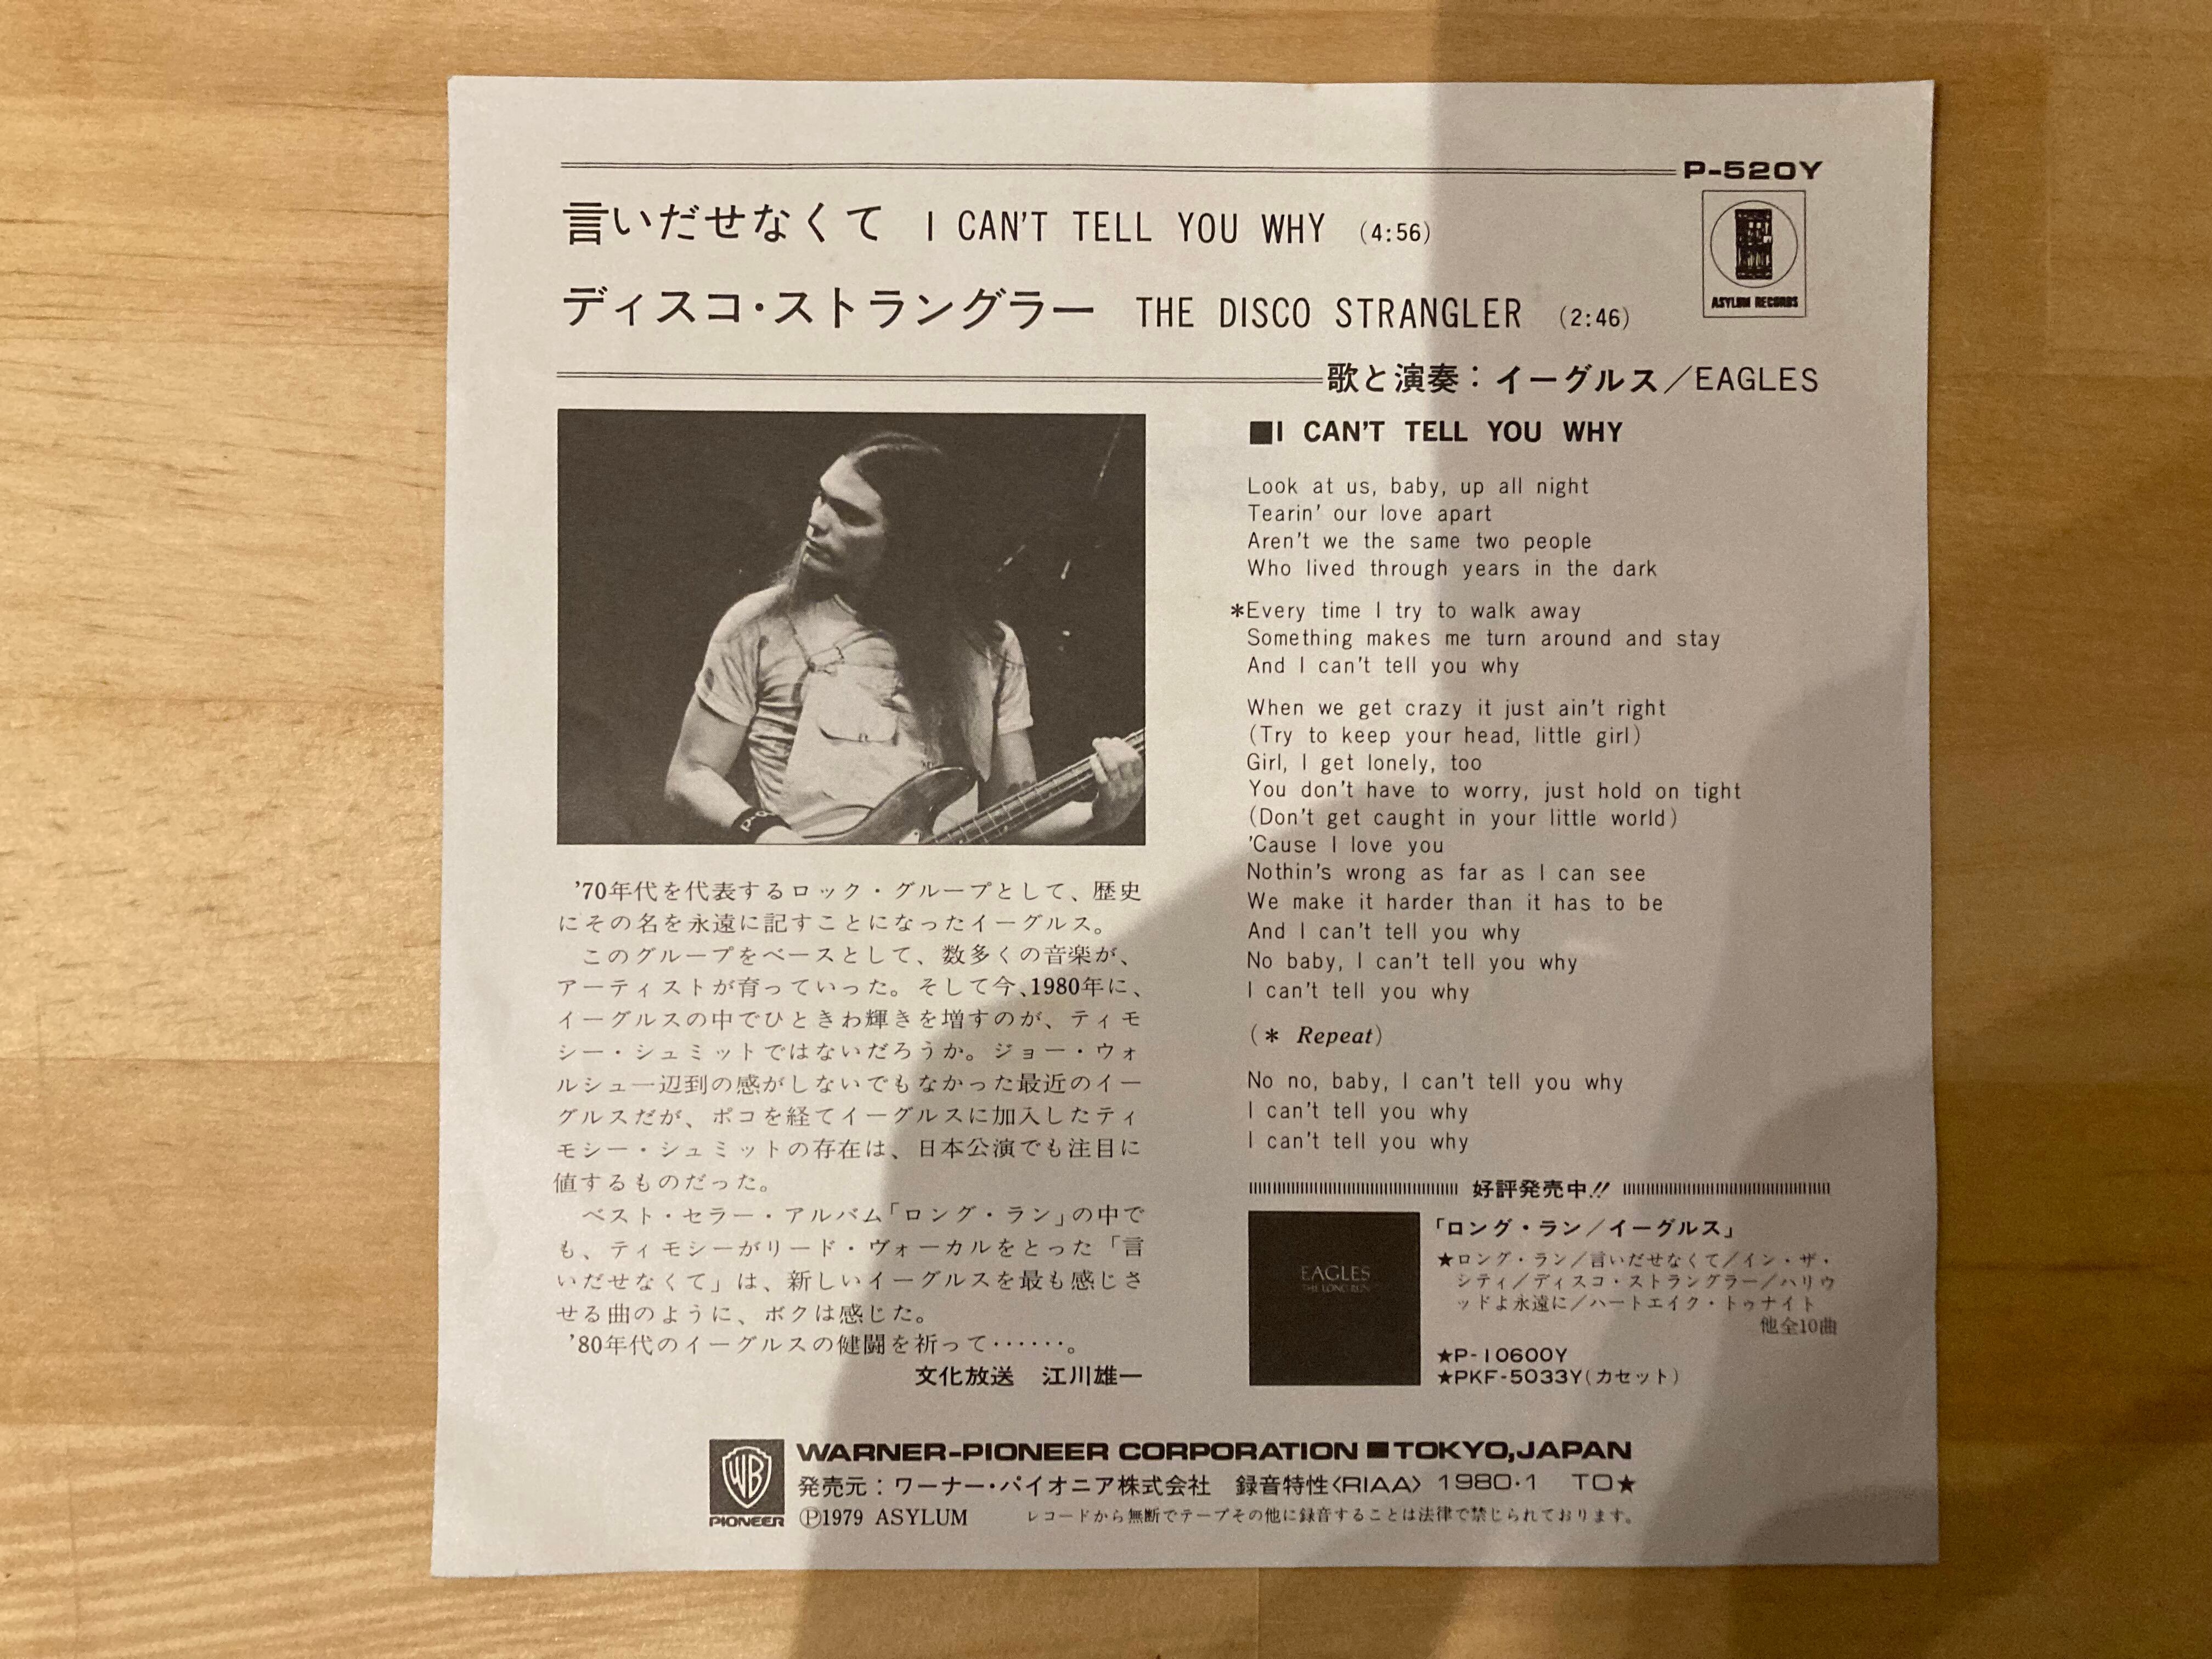 P-520Y
言いだせなくて I CAN'T TELL YOU WHY (4:56)
ディスコ・ストラングラー THE DISCO STRANGLER (2:46)
ASYLUM RECORDS
歌と演奏：イーグルス／EAGLES
'70年代を代表するロック・グループとして、歴史
にその名を永遠に記すことになったイーグルス。
このグループをベースとして、数多くの音楽が、
アーティストが育っていった。そして今、1980年に、
イーグルスの中でひときわ輝きを増すのが、ティモ
シー・シュミットではないだろうか。ジョー・ウォ
ルシュ一辺到の感がしないでもなかった最近のイー
グルスだが、ポコを経てイーグルスに加入したティ
モシー・シュミットの存在は、日本公演でも注目に
値するものだった。
ベスト・セラー・アルバム「ロング・ラン」の中で
も、ティモシーがリード・ヴォーカルをとった「言
いだせなくて」は、新しいイーグルスを最も感じさ
せる曲のように、ボクは感じた。
'80年代のイーグルスの健闘を祈って……。
文化放送 江川雄一
■I CAN'T TELL YOU WHY
Look at us, baby, up all night
Tearin' our love apart
Aren't we the same two people
Who lived through years in the dark
*Every time I try to walk away
Something makes me turn around and stay
And I can't tell you why
When we get crazy it just ain't right
(Try to keep your head, little girl)
Girl, I get lonely, too
You don't have to worry, just hold on tight
(Don't get caught in your little world)
'Cause I love you
Nothin's wrong as far as I can see
We make it harder than it has to be
And I can't tell you why
No baby, I can't tell you why
I can't tell you why
(* Repeat)
No no, baby, I can't tell you why
I can't tell you why
I can't tell you why
好評発売中!!
EAGLES
THE LONG RUN
「ロング・ラン／イーグルス」
★ロング・ラン／言いだせなくて／イン・ザ・
シティ／ディスコ・ストラングラー／ハリウ
ッドよ永遠に／ハートエイク・トゥナイト
他全10曲
★P-10600Y
★PKF-5033Y(カセット)
WB
PIONEER
WARNER-PIONEER CORPORATION ■TOKYO,JAPAN
発売元：ワーナー・パイオニア株式会社 録音特性〈RIAA〉 1980・1 TO★
Ⓟ1979 ASYLUM レコードから無断でテープその他に録音することは法律で禁じられております。